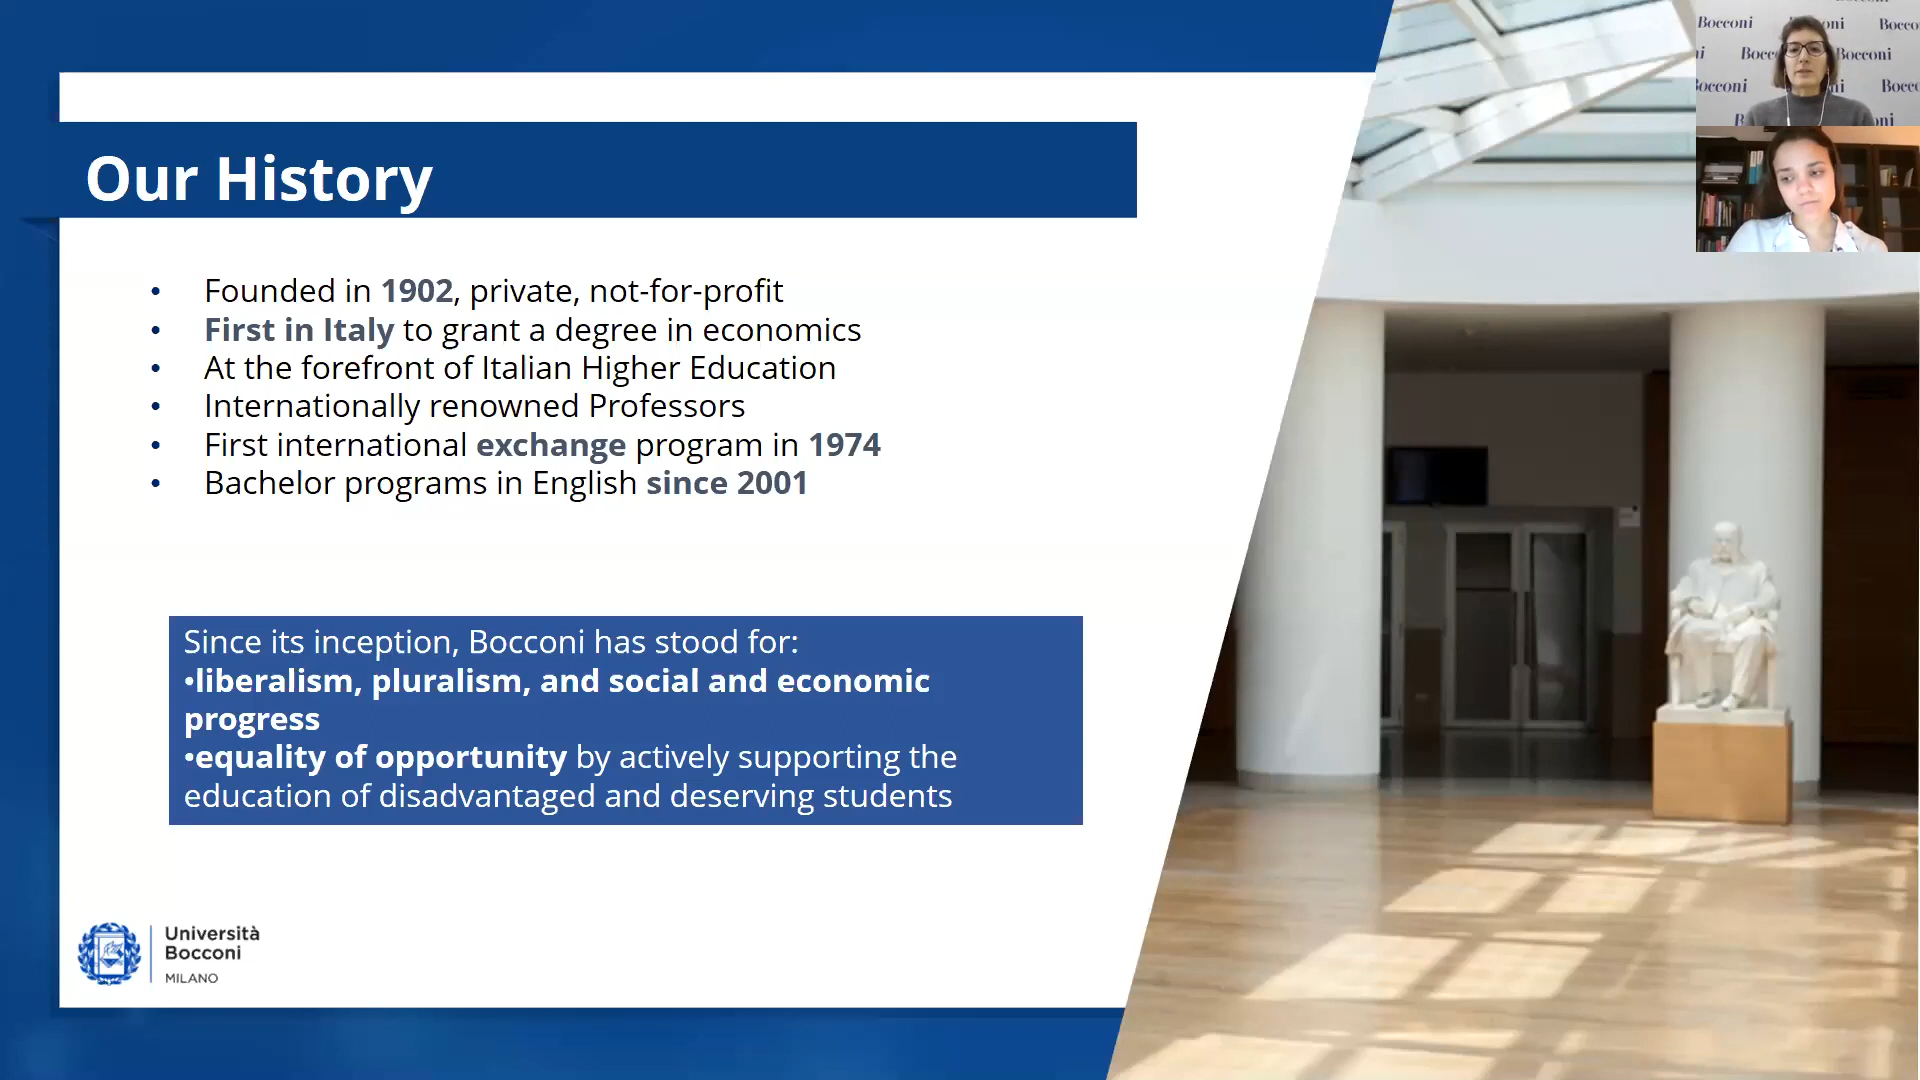 Our History
• Founded in 1902, private, not-for-profit
• First in Italy to grant a degree in economics
• At the forefront of Italian Higher Education
• Internationally renowned Professors
• First international exchange program in 1974
• Bachelor programs in English since 2001
Since its inception, Bocconi has stood for:
•liberalism, pluralism, and social and economic
progress
•equality of opportunity by actively supporting the
education of disadvantaged and deserving students
Università
Bocconi
MILANO
Bocconi
Bocconi